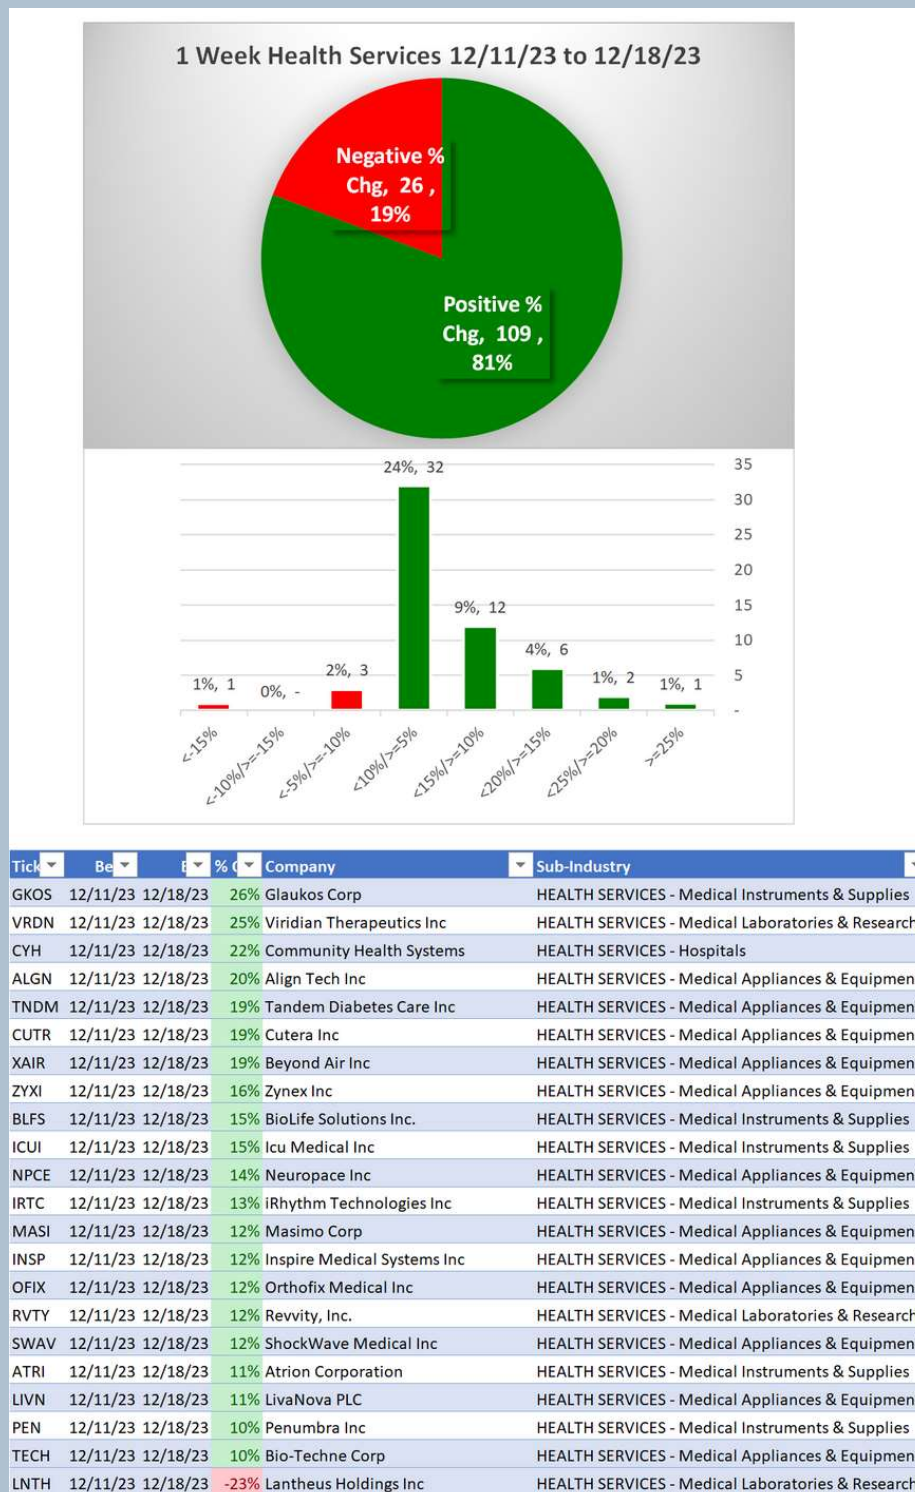 1 Week Health Services 12/11/23 to 12/18/23
Negative %
Chg, 26 ,
19%
Positive %
Chg, 109 ,
81%
24%, 32
9%, 12
4%, 6
2%, 3
1%, 2
1%, 1
1%, 1
0%, -
35
30
25
20
15
10
5
-
<-15%
<-10%/>=-15%
<-5%/>=-10%
<10%/>=5%
<15%/>=10%
<20%/>=15%
<25%/>=20%
>=25%
Tick Be E % C Company Sub-Industry
GKOS 12/11/23 12/18/23 26% Glaukos Corp HEALTH SERVICES - Medical Instruments & Supplies
VRDN 12/11/23 12/18/23 25% Viridian Therapeutics Inc HEALTH SERVICES - Medical Laboratories & Research
CYH 12/11/23 12/18/23 22% Community Health Systems HEALTH SERVICES - Hospitals
ALGN 12/11/23 12/18/23 20% Align Tech Inc HEALTH SERVICES - Medical Appliances & Equipmen
TNDM 12/11/23 12/18/23 19% Tandem Diabetes Care Inc HEALTH SERVICES - Medical Appliances & Equipmen
CUTR 12/11/23 12/18/23 19% Cutera Inc HEALTH SERVICES - Medical Appliances & Equipmen
XAIR 12/11/23 12/18/23 19% Beyond Air Inc HEALTH SERVICES - Medical Appliances & Equipmen
ZYXI 12/11/23 12/18/23 16% Zynex Inc HEALTH SERVICES - Medical Appliances & Equipmen
BLFS 12/11/23 12/18/23 15% BioLife Solutions Inc. HEALTH SERVICES - Medical Instruments & Supplies
ICUI 12/11/23 12/18/23 15% Icu Medical Inc HEALTH SERVICES - Medical Instruments & Supplies
NPCE 12/11/23 12/18/23 14% Neuropace Inc HEALTH SERVICES - Medical Appliances & Equipmen
IRTC 12/11/23 12/18/23 13% iRhythm Technologies Inc HEALTH SERVICES - Medical Instruments & Supplies
MASI 12/11/23 12/18/23 12% Masimo Corp HEALTH SERVICES - Medical Appliances & Equipmen
INSP 12/11/23 12/18/23 12% Inspire Medical Systems Inc HEALTH SERVICES - Medical Appliances & Equipmen
OFIX 12/11/23 12/18/23 12% Orthofix Medical Inc HEALTH SERVICES - Medical Appliances & Equipmen
RVTY 12/11/23 12/18/23 12% Revvity, Inc. HEALTH SERVICES - Medical Laboratories & Research
SWAV 12/11/23 12/18/23 12% ShockWave Medical Inc HEALTH SERVICES - Medical Appliances & Equipmen
ATRI 12/11/23 12/18/23 11% Atrion Corporation HEALTH SERVICES - Medical Instruments & Supplies
LIVN 12/11/23 12/18/23 11% LivaNova PLC HEALTH SERVICES - Medical Appliances & Equipmen
PEN 12/11/23 12/18/23 10% Penumbra Inc HEALTH SERVICES - Medical Instruments & Supplies
TECH 12/11/23 12/18/23 10% Bio-Techne Corp HEALTH SERVICES - Medical Appliances & Equipmen
LNTH 12/11/23 12/18/23 -23% Lantheus Holdings Inc HEALTH SERVICES - Medical Laboratories & Research